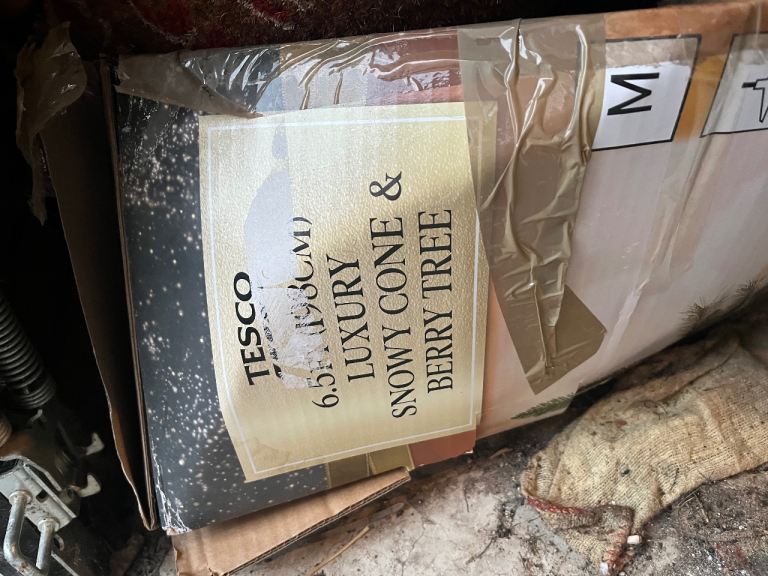 TESCO
6.5FT (198CM)
LUXURY
SNOWY CONE &
BERRY TREE
M